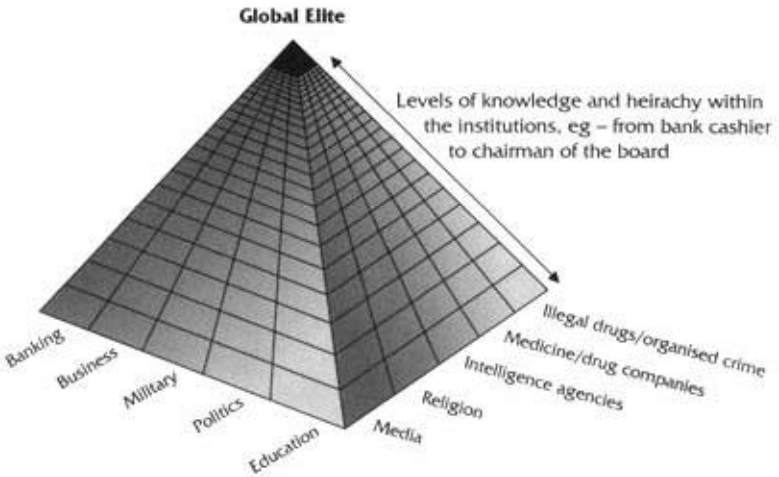 Global Elite
Levels of knowledge and heirachy within
the institutions, eg – from bank cashier
to chairman of the board
Banking
Business
Military
Politics
Education
Media
Religion
Intelligence agencies
Medicine/drug companies
Illegal drugs/organised crime